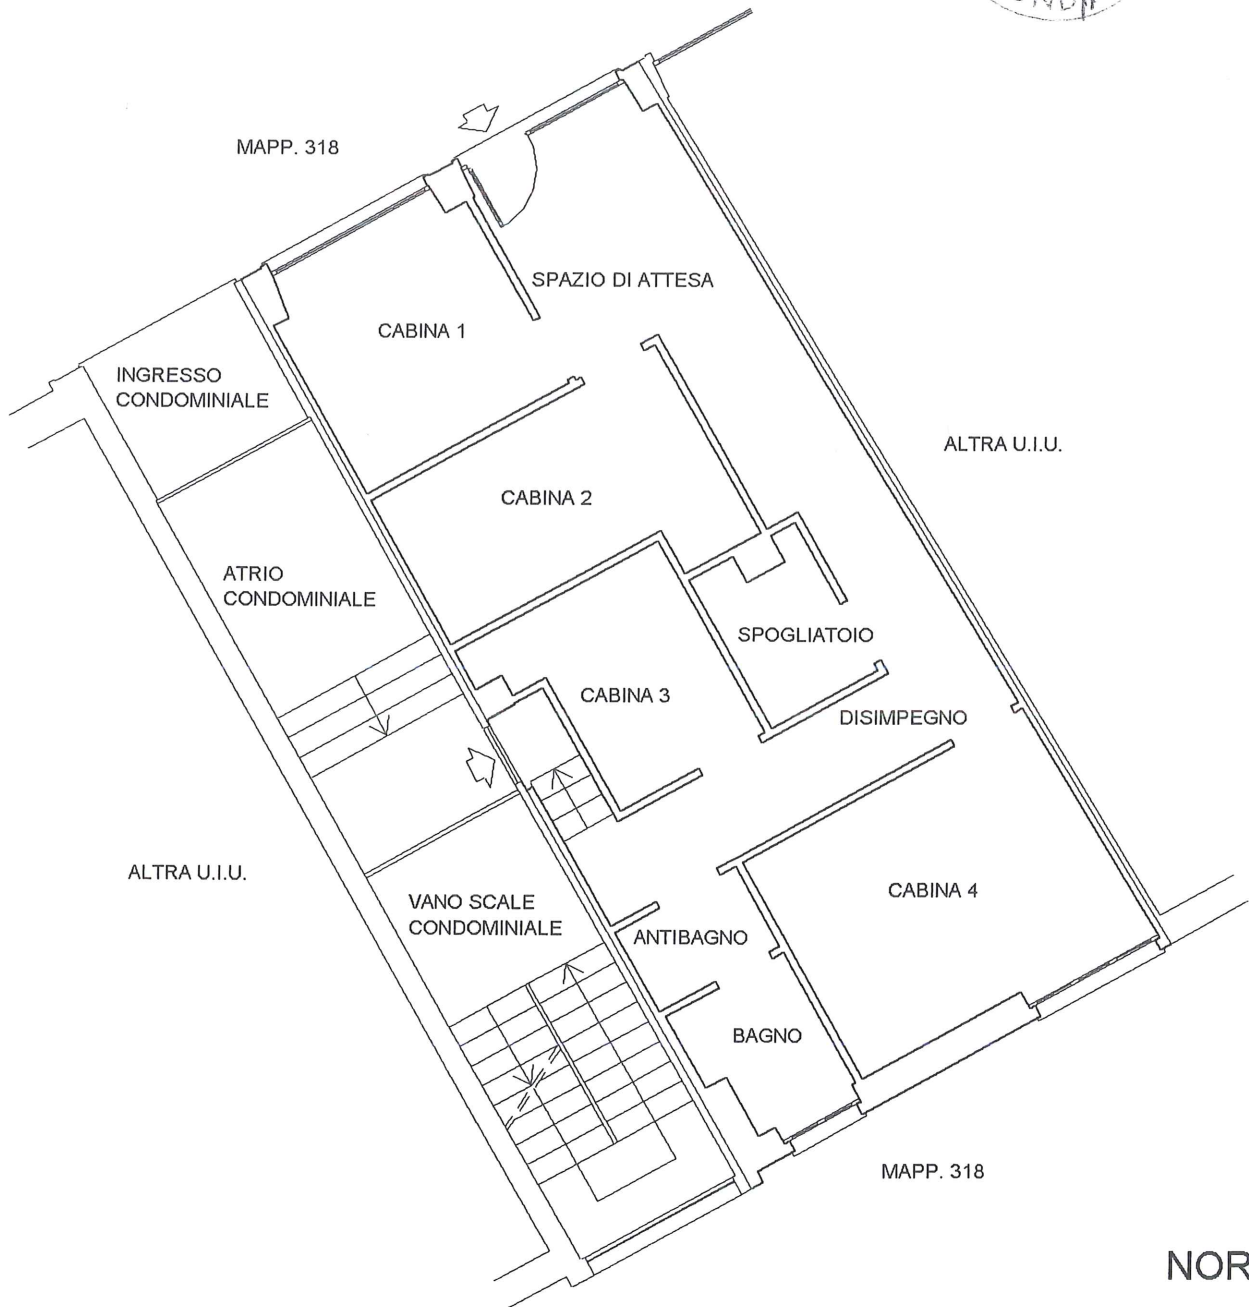 MAPP. 318
SPAZIO DI ATTESA
CABINA 1
INGRESSO
CONDOMINIALE
ALTRA U.I.U.
CABINA 2
ATRIO
CONDOMINIALE
SPOGLIATOIO
CABINA 3
DISIMPEGNO
ALTRA U.I.U.
VANO SCALE
CONDOMINIALE
CABINA 4
ANTIBAGNO
BAGNO
MAPP. 318
NOR